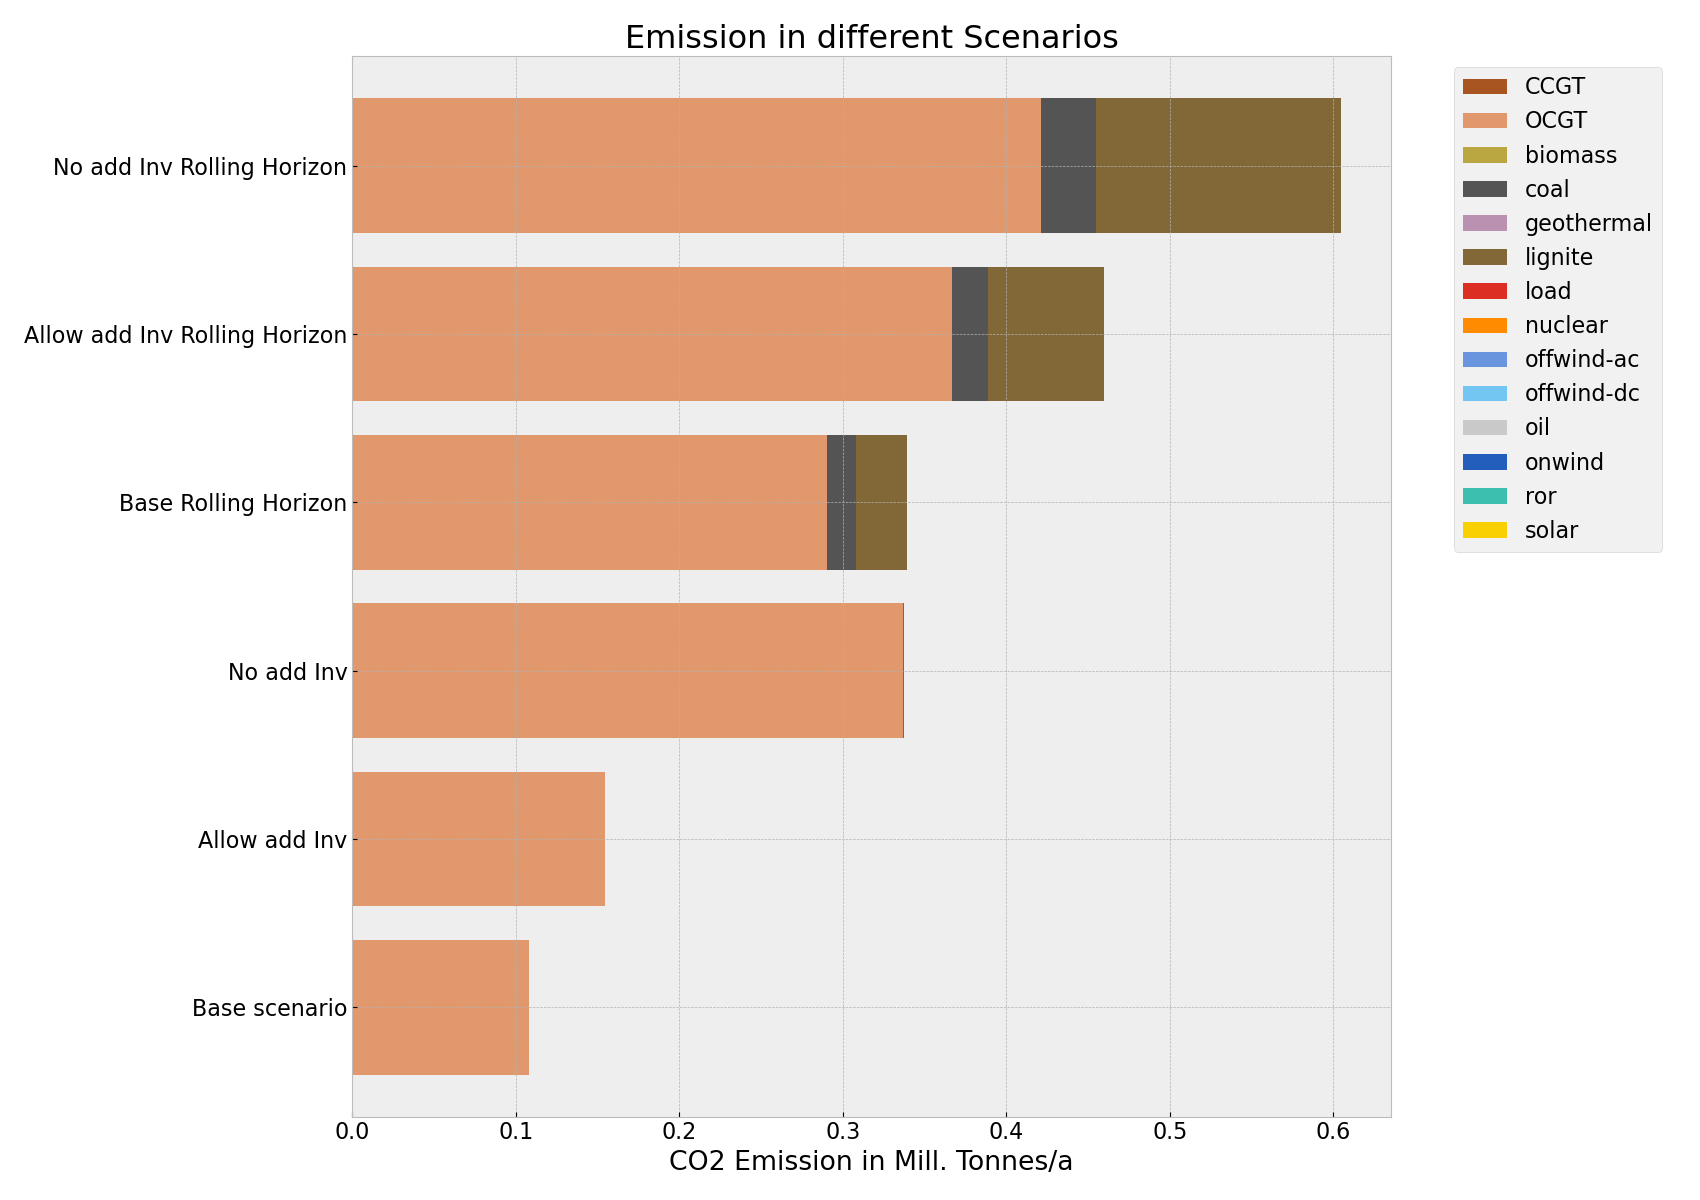 Emission in different Scenarios
No add Inv Rolling Horizon
Allow add Inv Rolling Horizon
Base Rolling Horizon
No add Inv
Allow add Inv
Base scenario
0.0 0.1 0.2 0.3 0.4 0.5 0.6
CO2 Emission in Mill. Tonnes/a
CCGT
OCGT
biomass
coal
geothermal
lignite
load
nuclear
offwind-ac
offwind-dc
oil
onwind
ror
solar